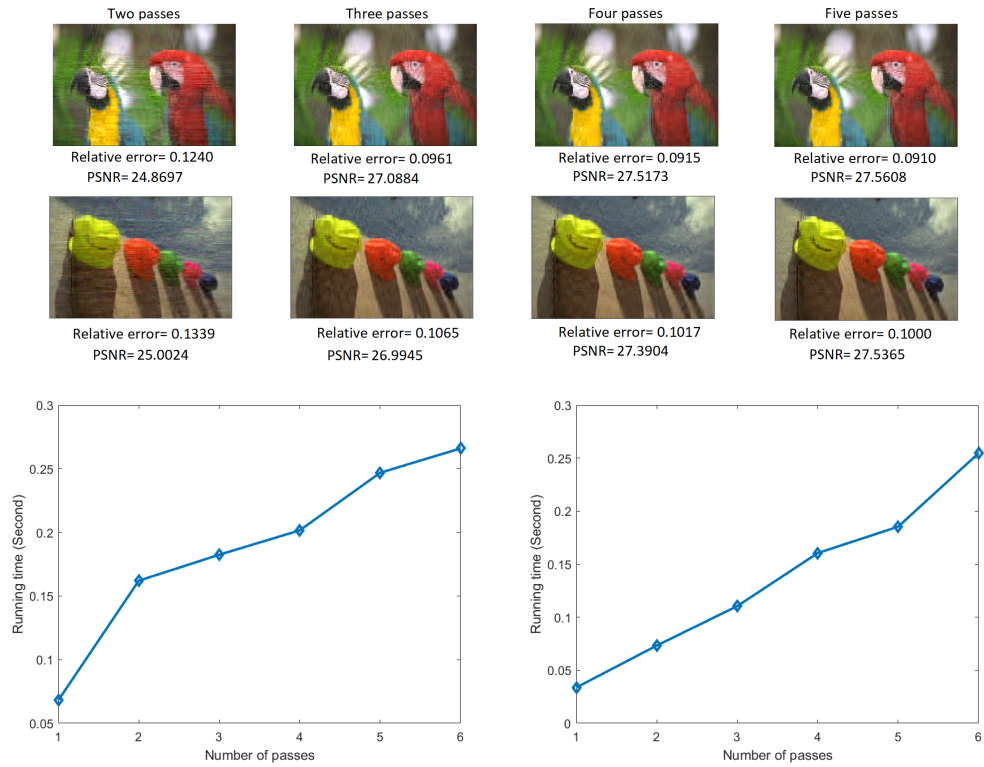 Two passes
Three passes
Four passes
Five passes
Relative error= 0.1240
PSNR= 24.8697
Relative error= 0.0961
PSNR= 27.0884
Relative error= 0.0915
PSNR= 27.5173
Relative error= 0.0910
PSNR= 27.5608
Relative error= 0.1339
PSNR= 25.0024
Relative error= 0.1065
PSNR= 26.9945
Relative error= 0.1017
PSNR= 27.3904
Relative error= 0.1000
PSNR= 27.5365
0.3
0.25
0.2
0.15
0.1
0.05
Running time (Second)
1 2 3 4 5 6
Number of passes
0.3
0.25
0.2
0.15
0.1
0.05
0
Running time (Second)
1 2 3 4 5 6
Number of passes